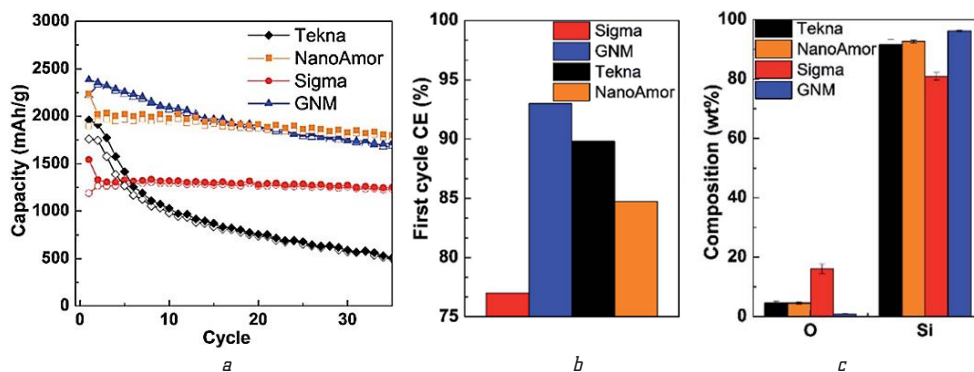 Tekna
NanoAmor
Sigma
GNM
3000
2500
2000
1500
1000
500
0
Capacity (mAh/g)
0
10
20
30
Cycle
a
Sigma
GNM
Tekna
NanoAmor
100
95
90
85
80
75
First cycle CE (%)
b
Tekna
NanoAmor
Sigma
GNM
100
80
60
40
20
0
Composition (wt%)
O
Si
c